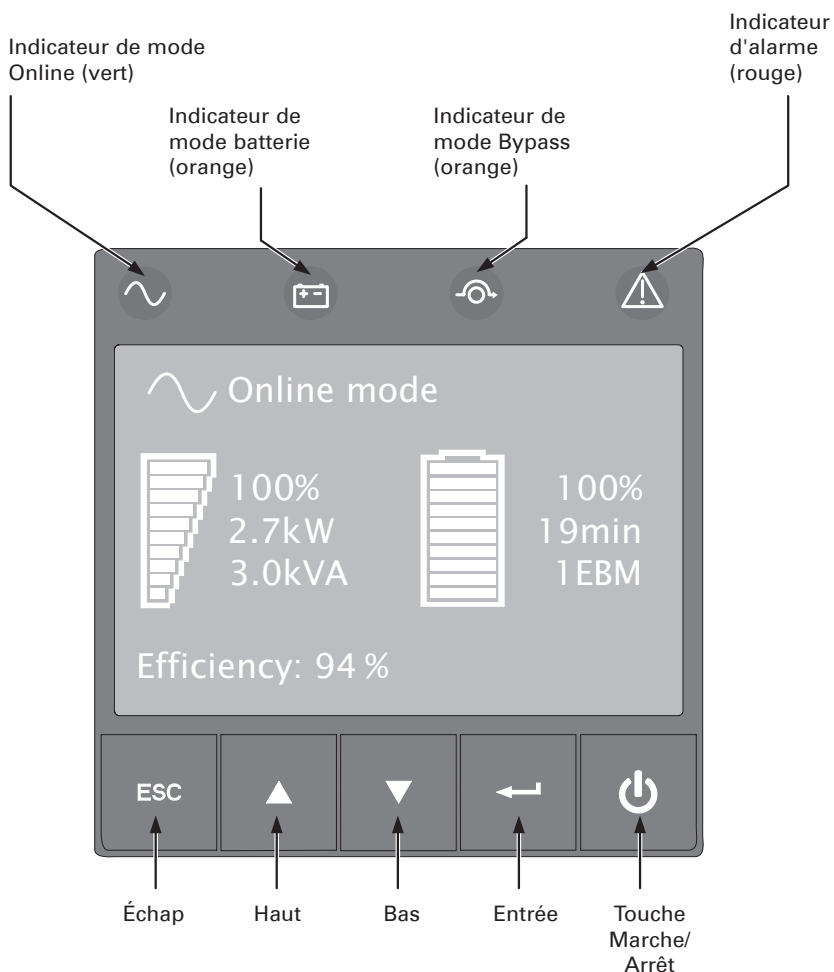 Indicateur
d'alarme
(rouge)
Indicateur de mode
Online (vert)
Indicateur de
mode batterie
(orange)
Indicateur de
mode Bypass
(orange)
Online mode
100%
2.7kW
3.0kVA
100%
19min
1EBM
Efficiency: 94 %
ESC
Échap
Haut
Bas
Entrée
Touche
Marche/
Arrêt